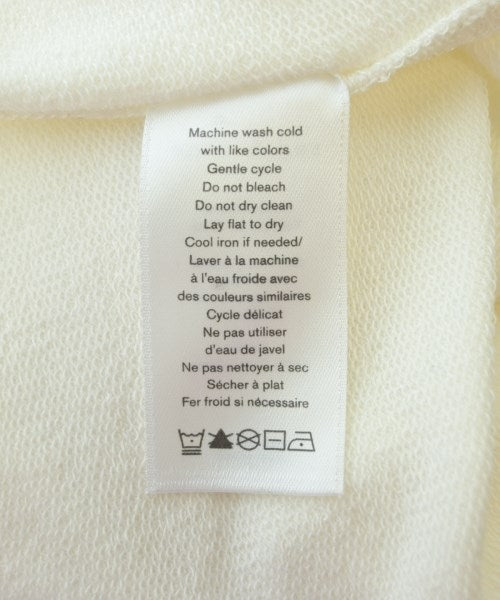 Machine wash cold
with like colors
Gentle cycle
Do not bleach
Do not dry clean
Lay flat to dry
Cool iron if needed/
Laver à la machine
à l'eau froide avec
des couleurs similaires
Cycle délicat
Ne pas utiliser
d'eau de javel
Ne pas nettoyer à sec
Sécher à plat
Fer froid si nécessaire